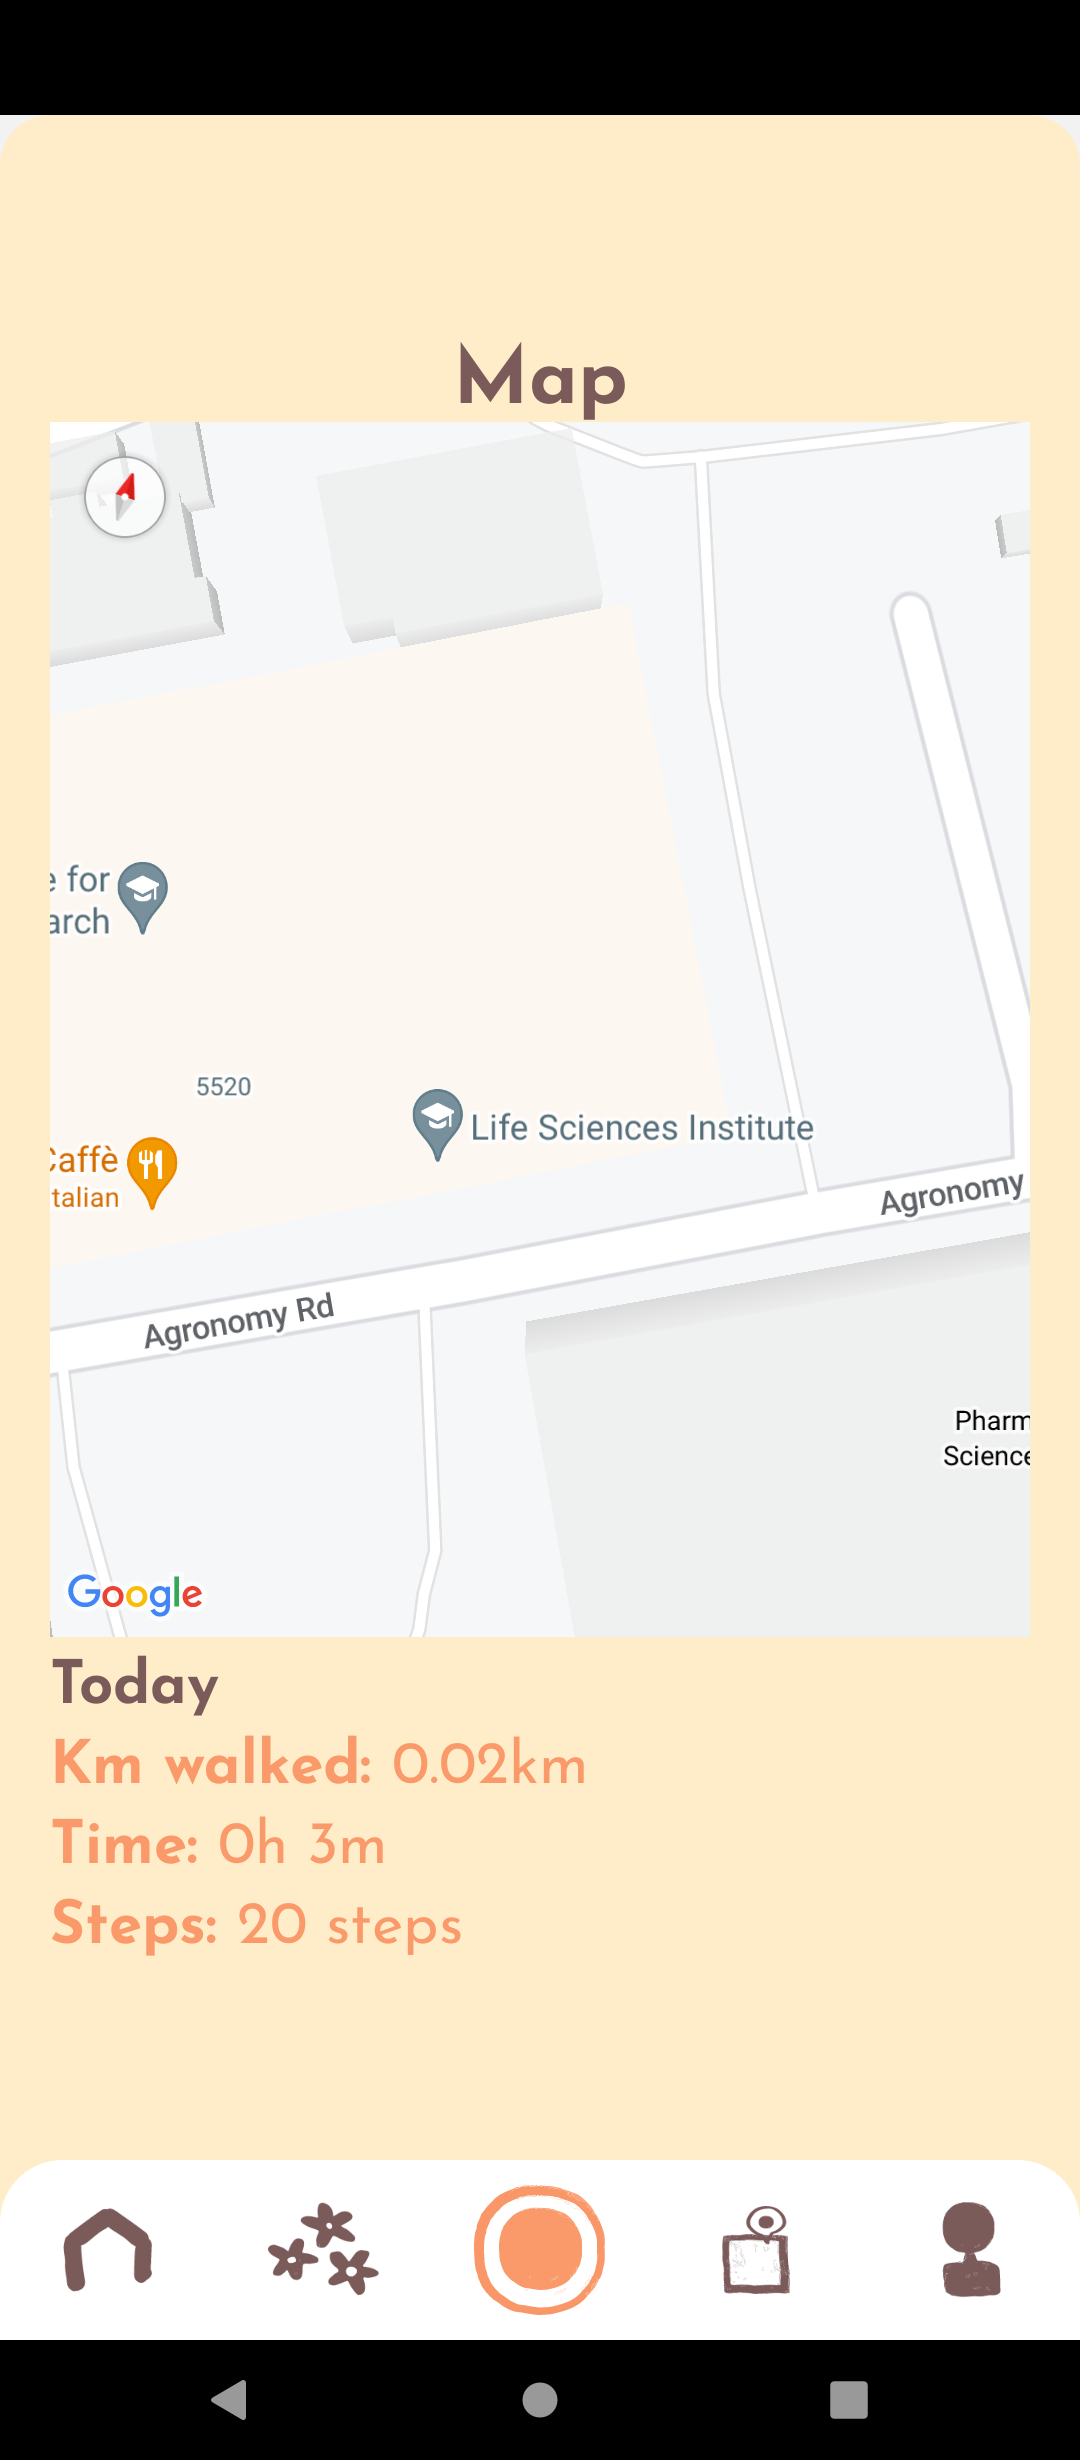 Map
e for
arch
5520
Life Sciences Institute
Caffè
talian
Agronomy
Agronomy Rd
Pharm
Science
Google
Today
Km walked: 0.02km
Time: 0h 3m
Steps: 20 steps